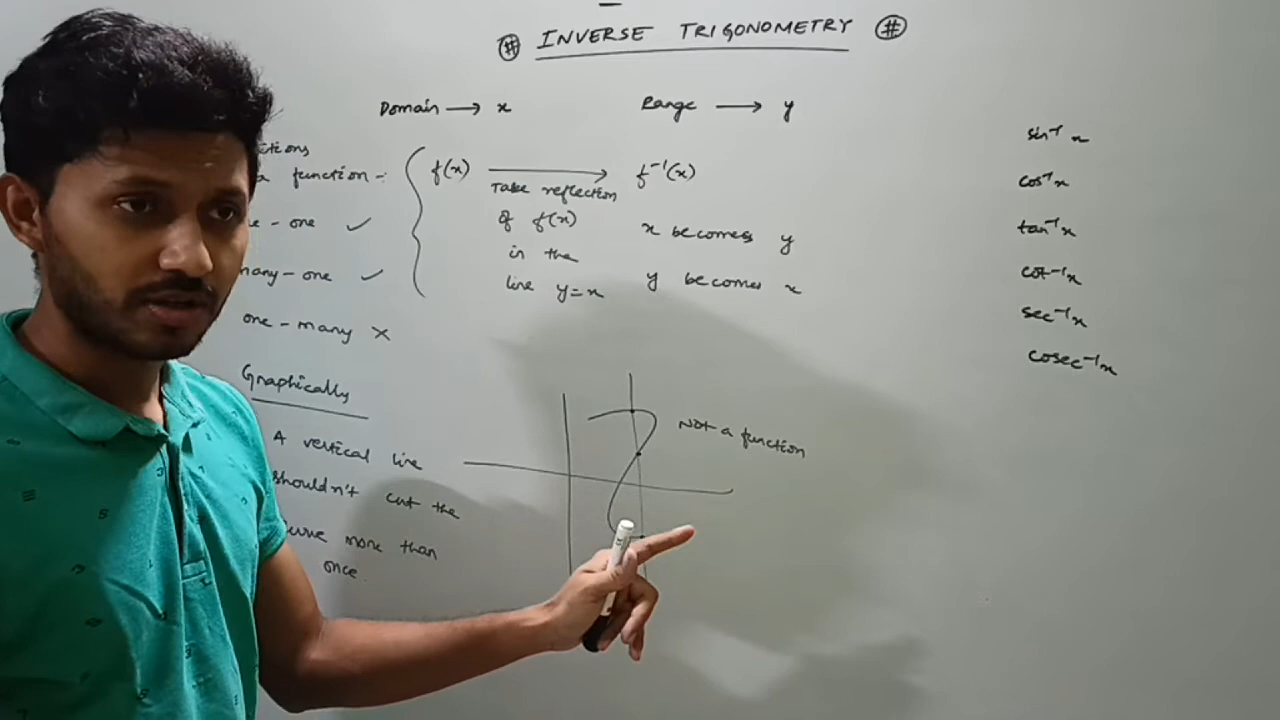 # INVERSE TRIGONOMETRY #
Domain → x Range → y
a function :-
f(x) → f⁻¹(x)
Take reflection
of f(x)
in the
line y=x
x becomes y
y becomes x
one ✓
many-one ✓
one-many ✗
Graphically
A vertical line
shouldn't cut the
more than
once.
Not a function
sin⁻¹ x
cos⁻¹x
tan⁻¹x
cot⁻¹x
sec⁻¹x
cosec⁻¹x